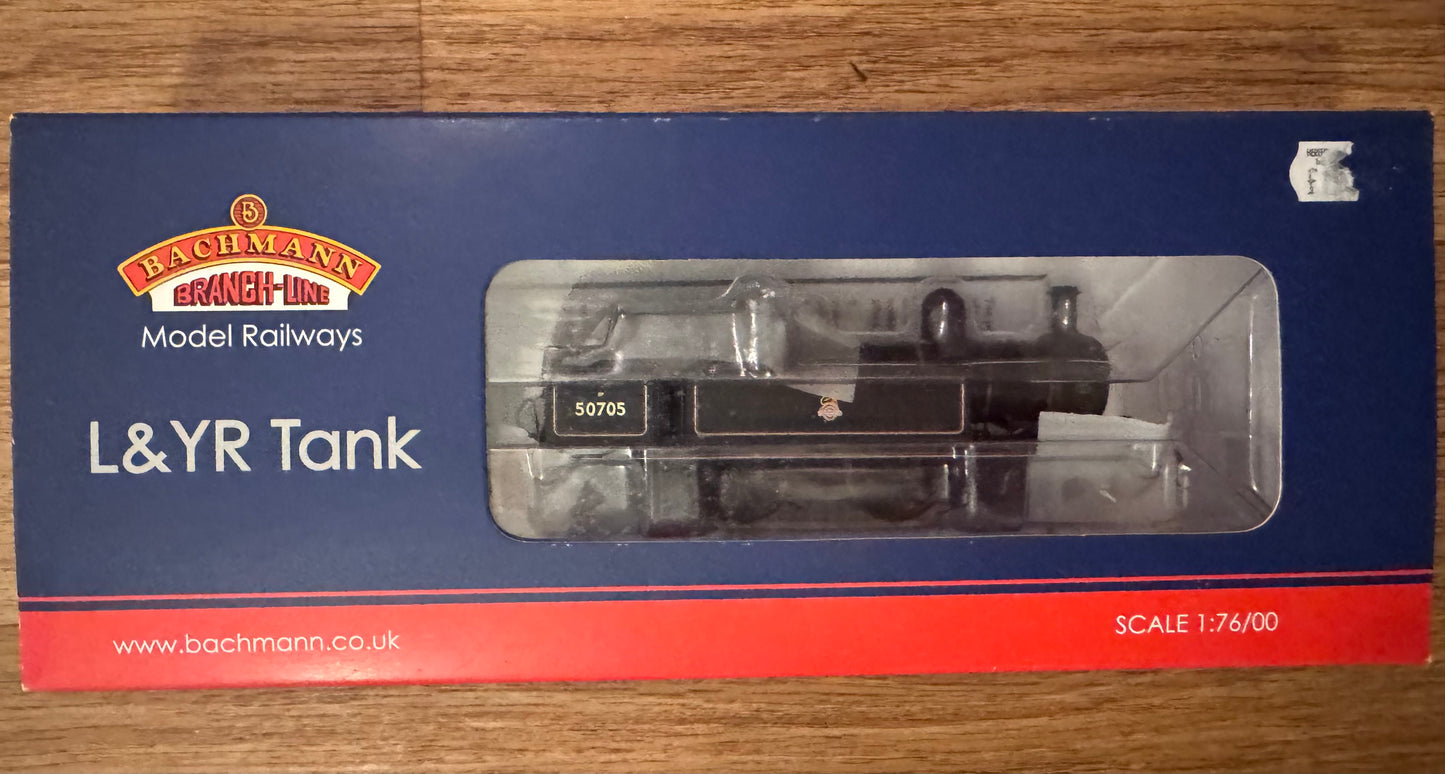 B
BACHMANN
BRANCH-LINE
Model Railways
L&YR Tank
P
50705
www.bachmann.co.uk
SCALE 1:76/00